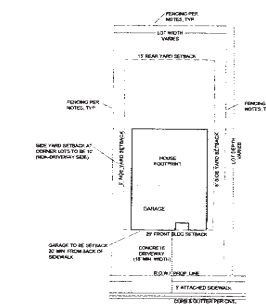 FENCING PER
NOTES, TYP
LOT WIDTH
VARIES
15' REAR YARD SETBACK
FENCING PER
NOTES, TYP
FENCING PER
NOTES, T
SIDE YARD SETBACK AT
CORNER LOTS TO BE 10'
(NON-DRIVEWAY SIDE)
SIDE YARD SETBACK
5' SIDE YARD SETBACK
LOT DEPTH
VARIES
HOUSE
FOOTPRINT
GARAGE
20' FRONT BLDG SETBACK
GARAGE TO BE SETBACK
20' MIN FROM BACK OF
SIDEWALK
CONCRETE
DRIVEWAY
(16' MIN. WIDTH)
R.O.W./ PROP. LINE
5' ATTACHED SIDEWALK
CURB & GUTTER PER CIVIL